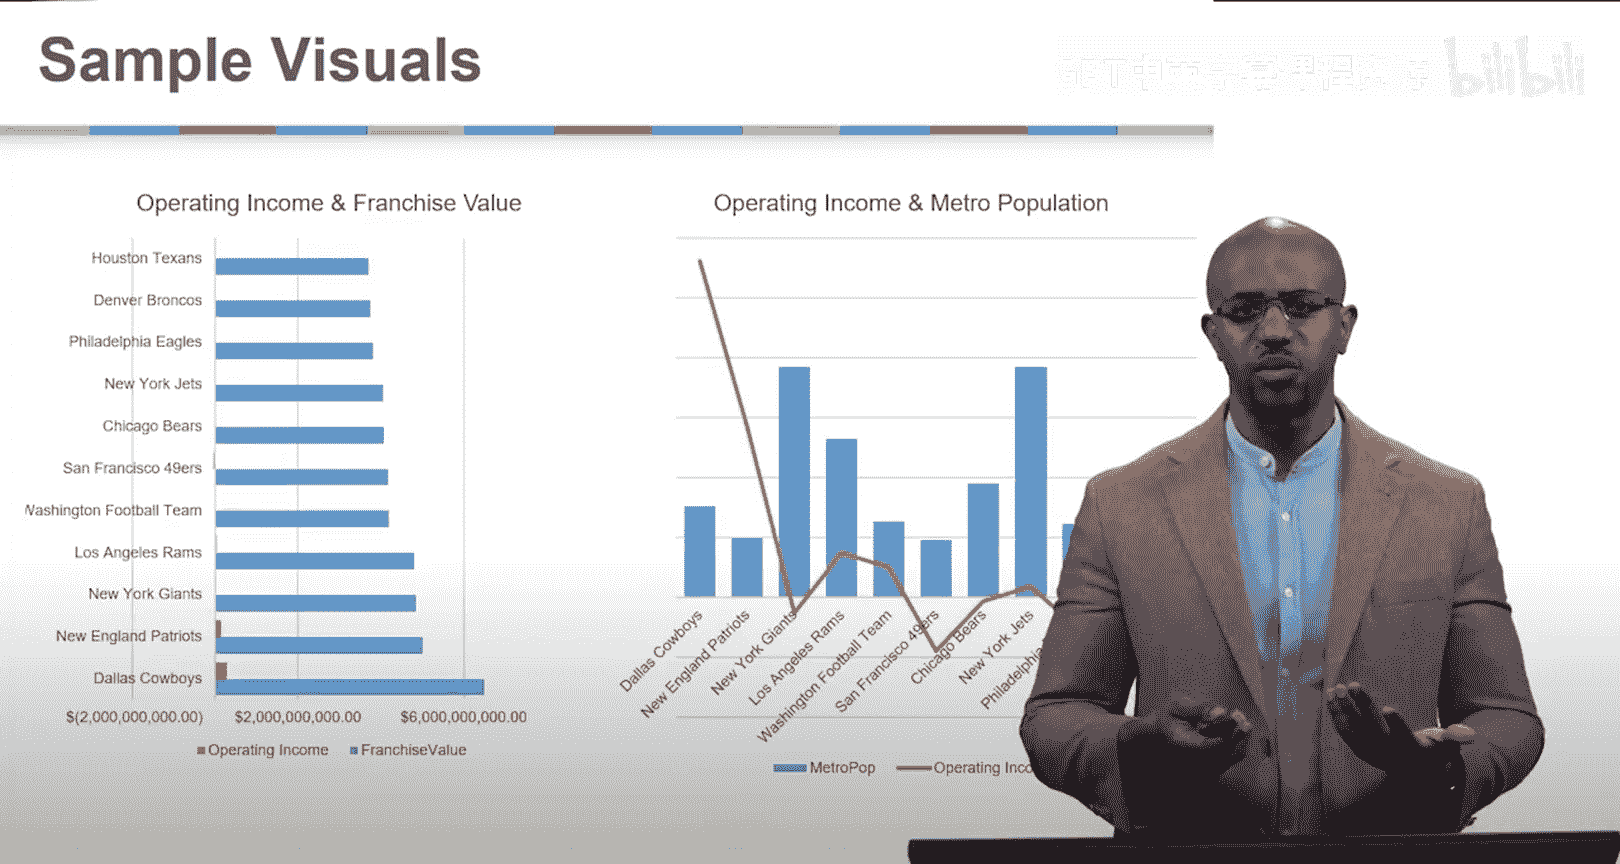 Sample Visuals
bilibili
Operating Income & Franchise Value
Houston Texans
Denver Broncos
Philadelphia Eagles
New York Jets
Chicago Bears
San Francisco 49ers
Washington Football Team
Los Angeles Rams
New York Giants
New England Patriots
Dallas Cowboys
$(2,000,000,000.00) $2,000,000,000.00 $6,000,000,000.00
Operating Income FranchiseValue
Operating Income & Metro Population
Dallas Cowboys
New England Patriots
New York Giants
Los Angeles Rams
Washington Football Team
San Francisco 49ers
Chicago Bears
New York Jets
Philadelphia
MetroPop Operating Inco